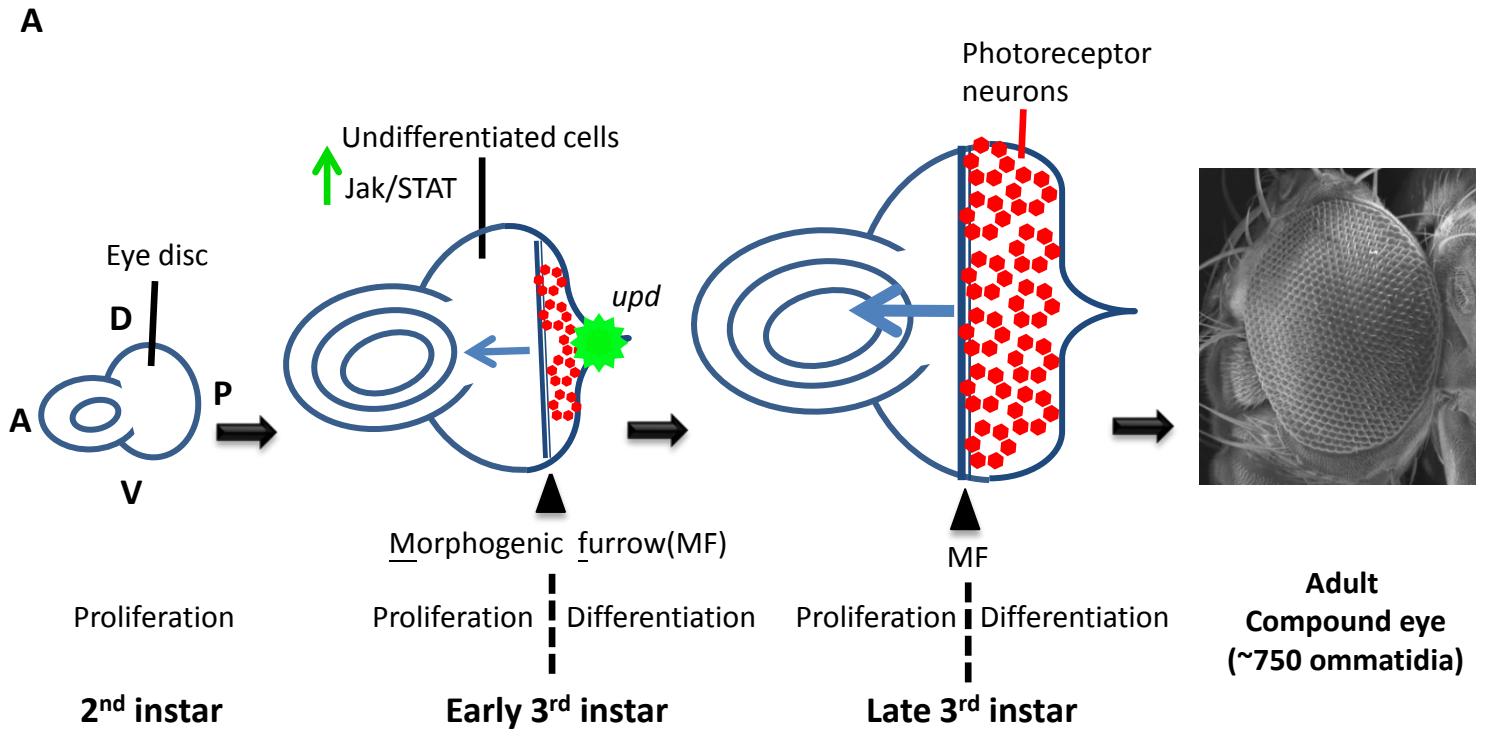 A
Eye disc
D
A
P
V
Undifferentiated cells
Jak/STAT
upd
Photoreceptor
neurons
Morphogenic furrow(MF)
MF
Proliferation
Proliferation
Differentiation
Proliferation
Differentiation
Adult
Compound eye
(~750 ommatidia)
2nd instar
Early 3rd instar
Late 3rd instar